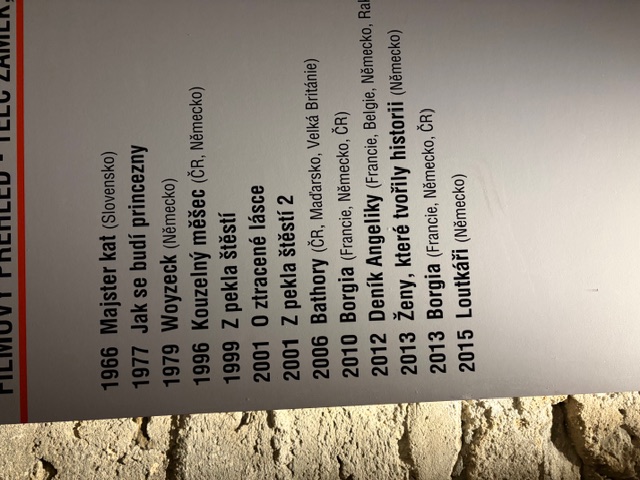 FILMOVÝ PŘEHLED - TELČ ZÁMEK
1966 Majster kat (Slovensko)
1977 Jak se budí princezny
1979 Woyzeck (Německo)
1996 Kouzelný měšec (ČR, Německo)
1999 Z pekla štěstí
2001 O ztracené lásce
2001 Z pekla štěstí 2
2006 Bathory (ČR, Maďarsko, Velká Británie)
2010 Borgia (Francie, Německo, ČR)
2012 Deník Angeliky (Francie, Belgie, Německo,
2013 Ženy, které tvořily historii (Německo)
2013 Borgia (Francie, Německo, ČR)
2015 Loutkáři (Německo)